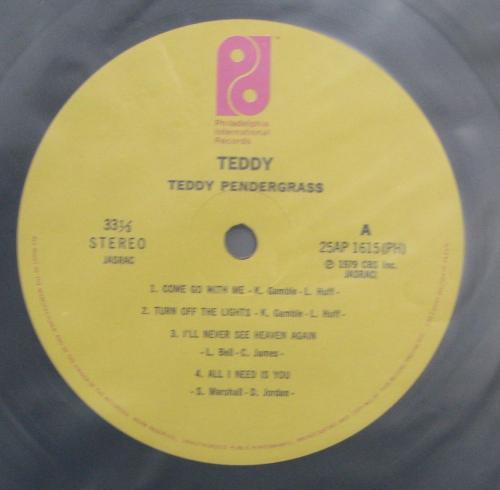 Philadelphia
International
Records
TEDDY
TEDDY PENDERGRASS
33⅓
STEREO
JASRAC
A
25AP 1615(PH)
℗ 1979 CBS Inc.
JASRAC)
1. COME GO WITH ME - K. Gamble - L. Huff -
2. TURN OFF THE LIGHTS - K. Gamble - L. Huff -
3. I'LL NEVER SEE HEAVEN AGAIN
- L. Bell - C. James -
4. ALL I NEED IS YOU
- S. Marshall - D. Jordan -